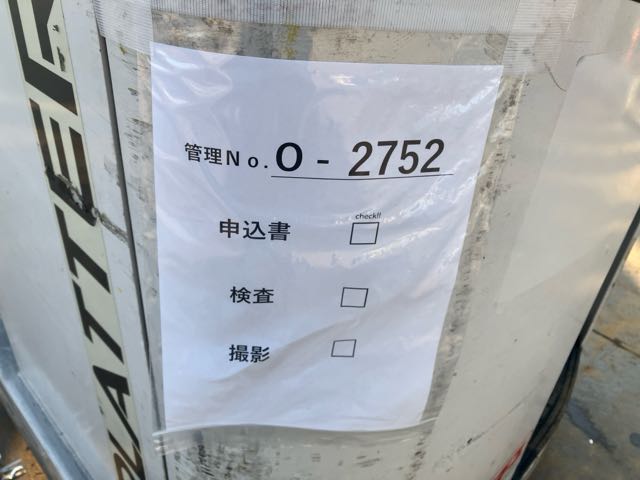 管理No. O - 2752
check!!
申込書 □
検査 □
撮影 □